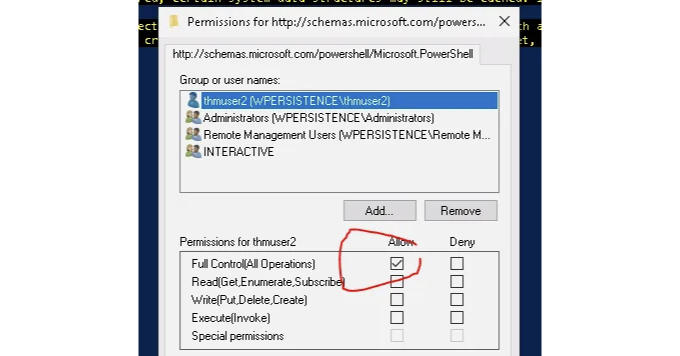 Permissions for http://schemas.microsoft.com/powers...
http://schemas.microsoft.com/powershell/Microsoft.PowerShell
Group or user names:
thmuser2 (WPERSISTENCE\thmuser2)
Administrators (WPERSISTENCE\Administrators)
Remote Management Users (WPERSISTENCE\Remote M...
INTERACTIVE
Add...
Remove
Permissions for thmuser2 Allow Deny
Full Control(All Operations)
Read(Get,Enumerate,Subscribe)
Write(Put,Delete,Create)
Execute(Invoke)
Special permissions